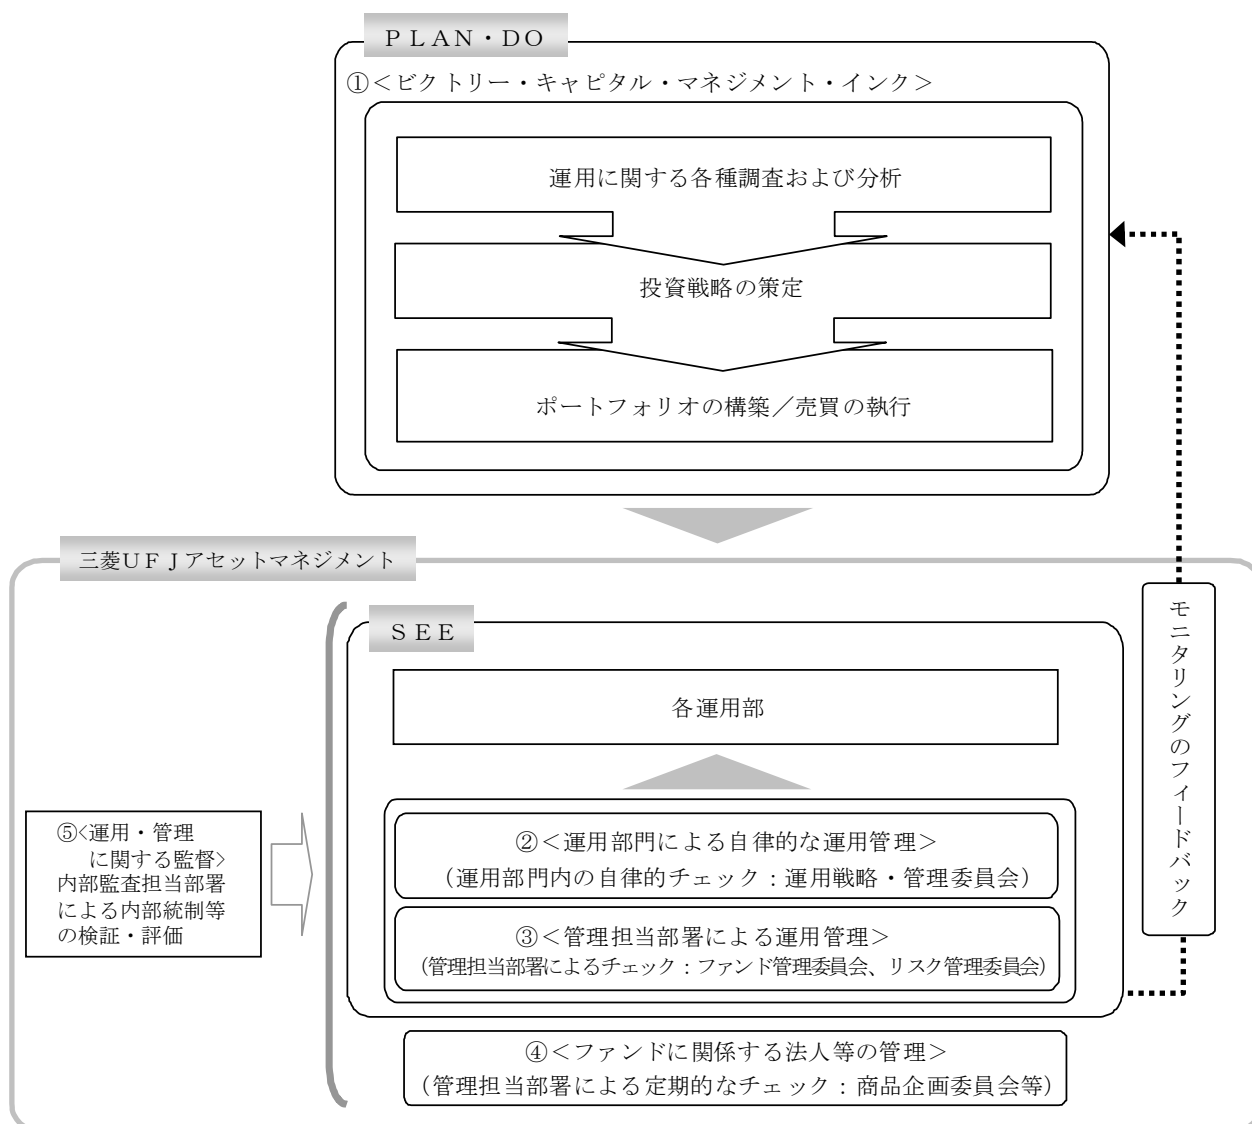 ＰＬＡＮ・ＤＯ
①＜ビクトリー・キャピタル・マネジメント・インク＞
運用に関する各種調査および分析
投資戦略の策定
ポートフォリオの構築／売買の執行
三菱ＵＦＪアセットマネジメント
ＳＥＥ
各運用部
②＜運用部門による自律的な運用管理＞
（運用部門内の自律的チェック：運用戦略・管理委員会）
③＜管理担当部署による運用管理＞
（管理担当部署によるチェック：ファンド管理委員会、リスク管理委員会）
④＜ファンドに関係する法人等の管理＞
（管理担当部署による定期的なチェック：商品企画委員会等）
⑤<運用・管理
に関する監督>
内部監査担当部署
による内部統制等
の検証・評価
モニタリングのフィードバック